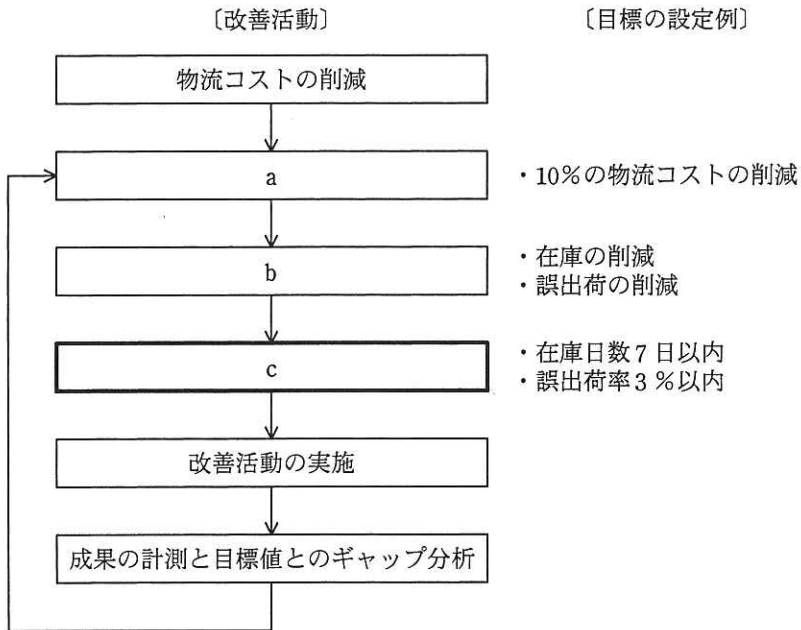 〔改善活動〕 〔目標の設定例〕
物流コストの削減
a
・10％の物流コストの削減
b
・在庫の削減
・誤出荷の削減
c
・在庫日数7日以内
・誤出荷率3％以内
改善活動の実施
成果の計測と目標値とのギャップ分析